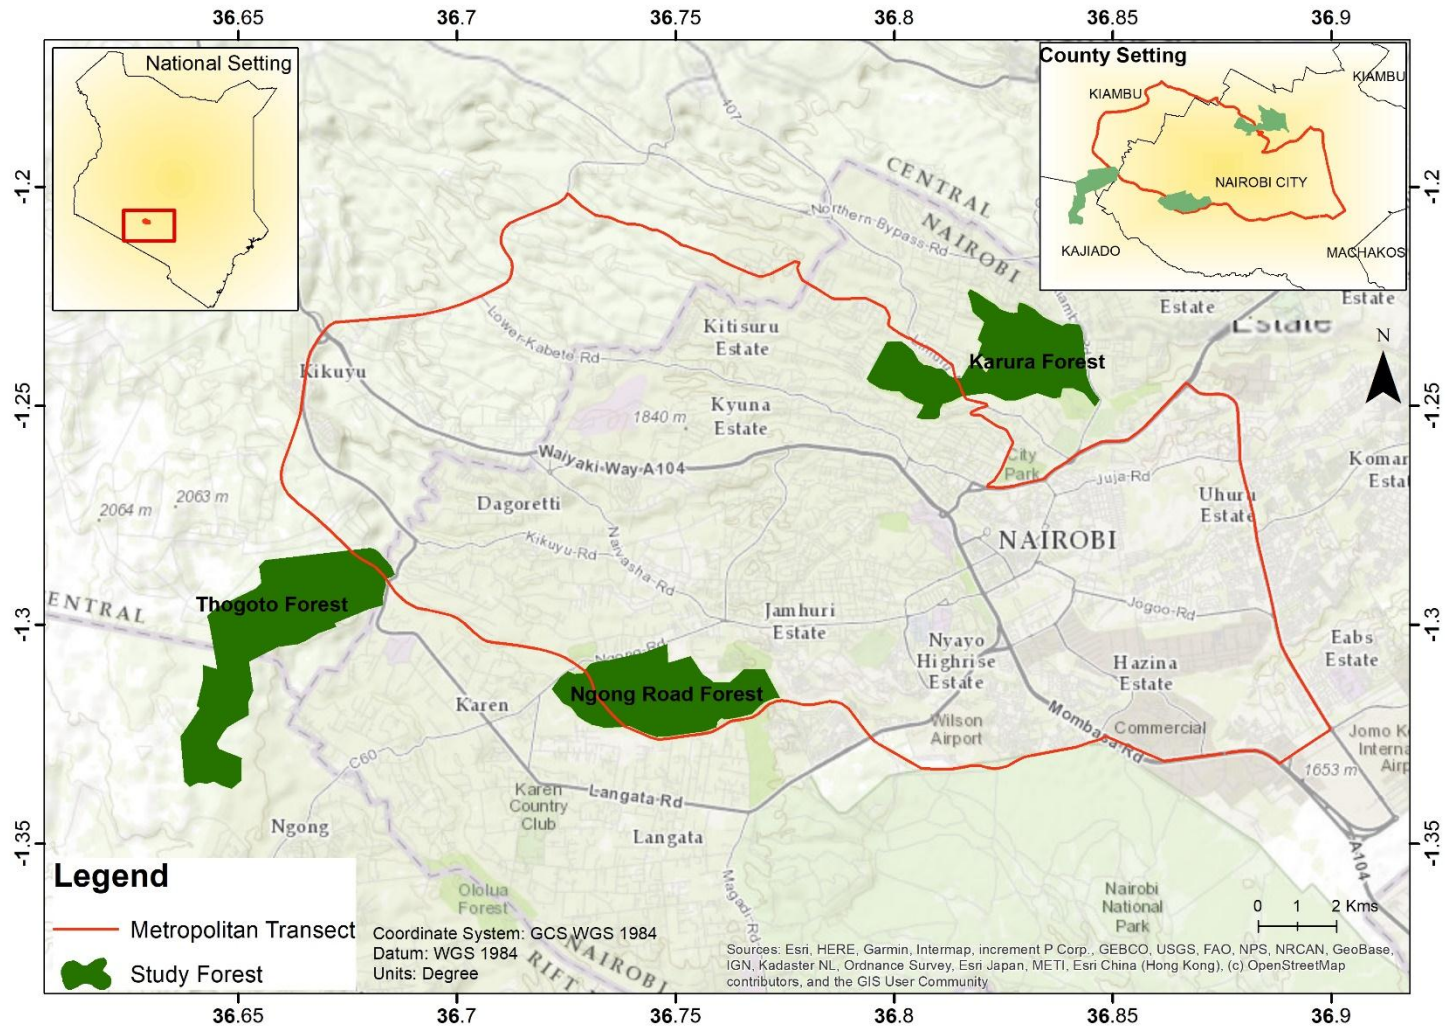 36.65
36.7
36.75
36.8
36.85
36.9
National Setting
County Setting
KIAMBU
KIAMBU
NAIROBI CITY
KAJIADO
MACHAKOS
407
-1.2
-1.2
CENTRAL
NAIROBI
Northern-Bypass-Rd
Estate
Estate
Estate
Lower-Kabete-Rd
Kitisuru
Estate
N
Karura Forest
Kikuyu
-1.25
-1.25
1840 m
Kyuna
Estate
Waiyaki-Way-A104
City
Park
Juja-Rd
2063 m
2064 m
Dagoretti
Uhuru
Estate
Kikuyu-Rd
Naivasha-Rd
NAIROBI
Thogoto Forest
ENTRAL
-1.3
-1.3
Jamhuri
Estate
Jogoo-Rd
Nyayo
Highrise
Estate
Hazina
Estate
Eabs
Estate
Ngong-Rd
Ngong Road Forest
Karen
Wilson
Airport
Mombasa-Rd
Commercial
1653 m
C60
Langata-Rd
Karen
Country
Club
Ngong
Langata
-1.35
-1.35
A104
Magadi-Rd
Ololua
Forest
Nairobi
National
Park
NAIROBI
RIFT
Legend
Metropolitan Transect
Study Forest
Coordinate System: GCS WGS 1984
Datum: WGS 1984
Units: Degree
0 1 2 Kms
Sources: Esri, HERE, Garmin, Intermap, increment P Corp., GEBCO, USGS, FAO, NPS, NRCAN, GeoBase,
IGN, Kadaster NL, Ordnance Survey, Esri Japan, METI, Esri China (Hong Kong), (c) OpenStreetMap
contributors, and the GIS User Community
36.65
36.7
36.75
36.8
36.85
36.9